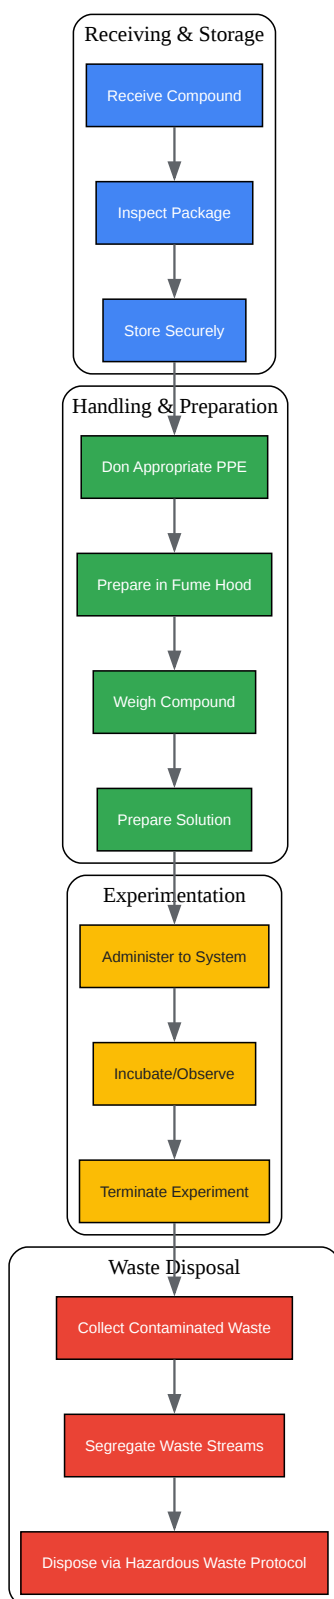 Receiving & Storage
Receive Compound
Inspect Package
Store Securely
Handling & Preparation
Don Appropriate PPE
Prepare in Fume Hood
Weigh Compound
Prepare Solution
Experimentation
Administer to System
Incubate/Observe
Terminate Experiment
Waste Disposal
Collect Contaminated Waste
Segregate Waste Streams
Dispose via Hazardous Waste Protocol